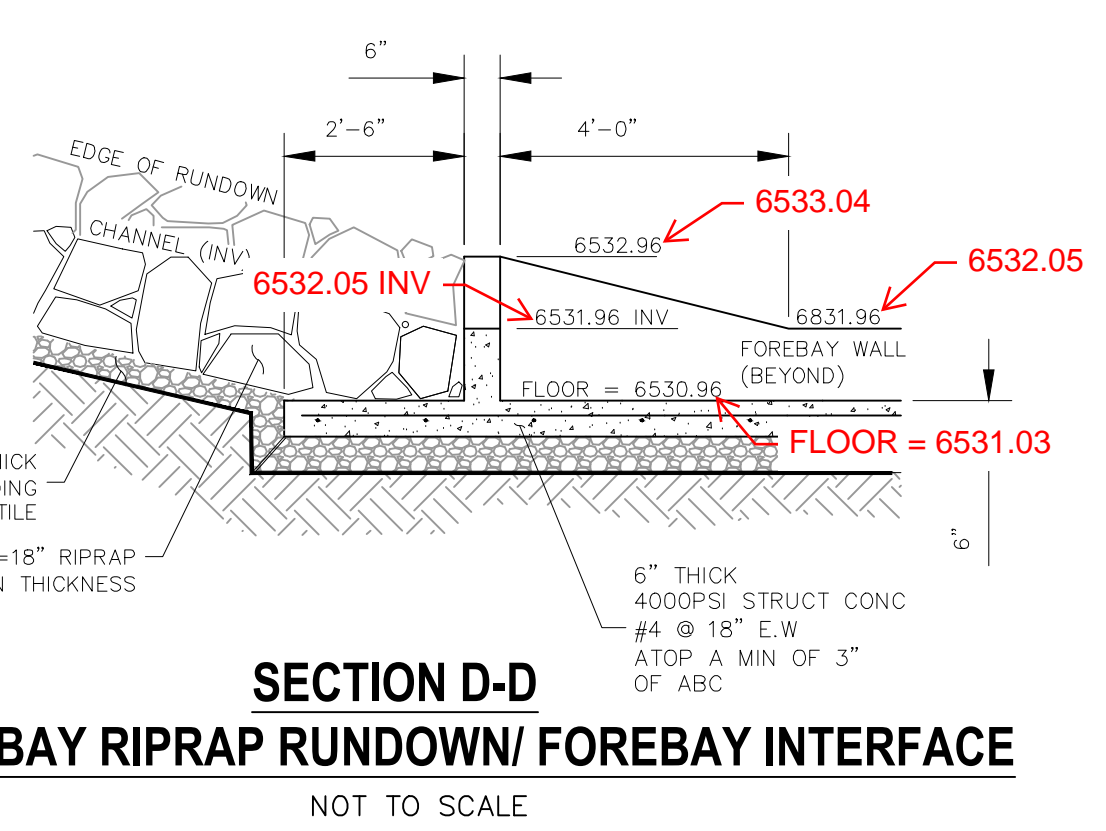 6”
2’-6”
4’-0”
EDGE OF RUNDOWN
CHANNEL (INV)
6533.04
6532.96
6532.05
6532.05 INV
6531.96 INV
6831.96
FOREBAY WALL
(BEYOND)
FLOOR = 6530.96
FLOOR = 6531.03
HICK
DING
TILE
=18” RIPRAP
N THICKNESS
6”
6” THICK
4000PSI STRUCT CONC
#4 @ 18” E.W
ATOP A MIN OF 3”
OF ABC
SECTION D-D
BAY RIPRAP RUNDOWN/ FOREBAY INTERFACE
NOT TO SCALE